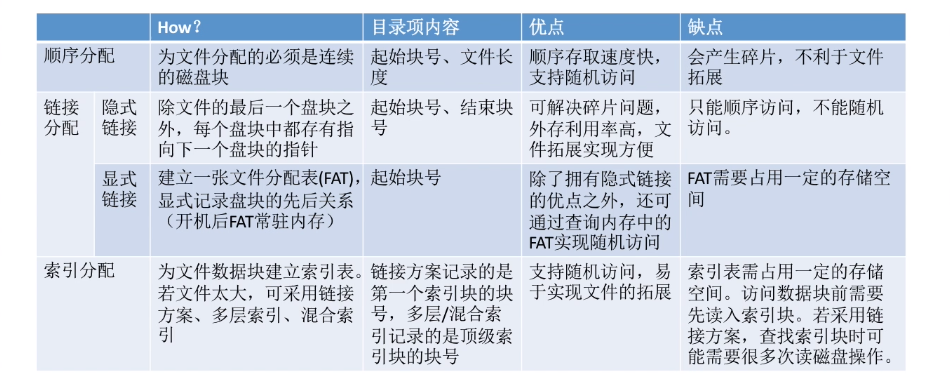 How？ 目录项内容 优点 缺点
顺序分配
为文件分配的必须是连续
的磁盘块
起始块号、文件长
度
顺序存取速度快，
支持随机访问
会产生碎片，不利于文件
拓展
链接
分配
隐式
链接
除文件的最后一个盘块之
外，每个盘块中都存有指
向下一个盘块的指针
起始块号、结束块
号
可解决碎片问题，
外存利用率高，文
件拓展实现方便
只能顺序访问，不能随机
访问。
显式
链接
建立一张文件分配表(FAT)，
显式记录盘块的先后关系
（开机后FAT常驻内存）
起始块号
除了拥有隐式链接
的优点之外，还可
通过查询内存中的
FAT实现随机访问
FAT需要占用一定的存储空
间
索引分配
为文件数据块建立索引表。
若文件太大，可采用链接
方案、多层索引、混合索
引
链接方案记录的是
第一个索引块的块
号，多层/混合索
引记录的是顶级索
引块的块号
支持随机访问，易
于实现文件的拓展
索引表需占用一定的存储
空间。访问数据块前需要
先读入索引块。若采用链
接方案，查找索引块时可
能需要很多次读磁盘操作。